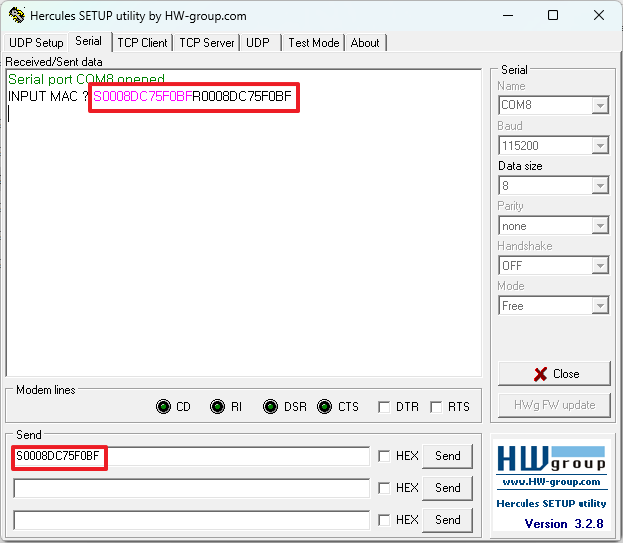 Hercules SETUP utility by HW-group.com
UDP Setup Serial TCP Client TCP Server UDP Test Mode About
Received/Sent data
Serial port COM8 opened
INPUT MAC ? S0008DC75F0BFR0008DC75F0BF
Serial
Name
COM8
Baud
115200
Data size
8
Parity
none
Handshake
OFF
Mode
Free
Close
HWg FW update
Modem lines
CD RI DSR CTS DTR RTS
Send
S0008DC75F0BF HEX Send
HEX Send
HEX Send
HW group
www.HW-group.com
Hercules SETUP utility
Version 3.2.8